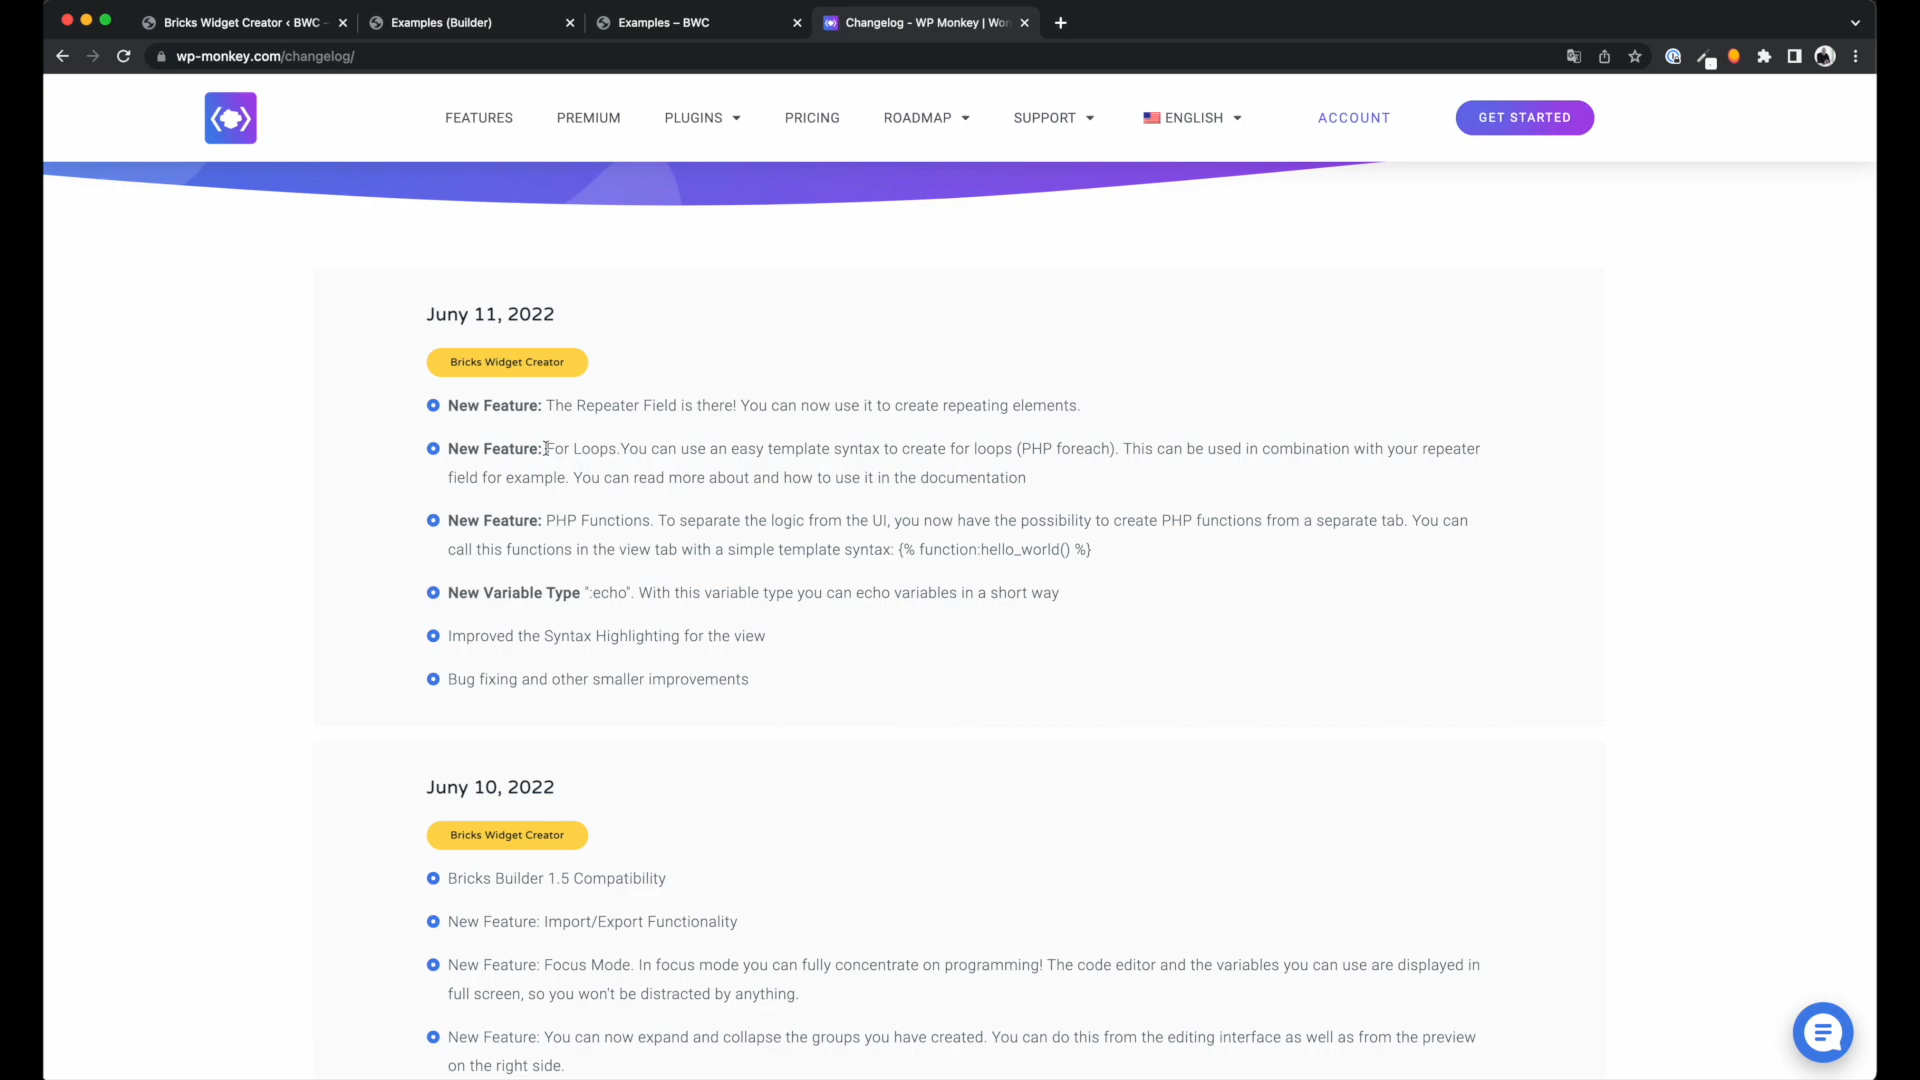 Bricks Widget Creator ‹ BWC –
Examples (Builder)
Examples – BWC
Changelog - WP Monkey | Won
wp-monkey.com/changelog/
FEATURES
PREMIUM
PLUGINS
PRICING
ROADMAP
SUPPORT
ENGLISH
ACCOUNT
GET STARTED
Juny 11, 2022
Bricks Widget Creator
New Feature: The Repeater Field is there! You can now use it to create repeating elements.
New Feature: For Loops.You can use an easy template syntax to create for loops (PHP foreach). This can be used in combination with your repeater
field for example. You can read more about and how to use it in the documentation
New Feature: PHP Functions. To separate the logic from the UI, you now have the possibility to create PHP functions from a separate tab. You can
call this functions in the view tab with a simple template syntax: {% function:hello_world() %}
New Variable Type ":echo". With this variable type you can echo variables in a short way
Improved the Syntax Highlighting for the view
Bug fixing and other smaller improvements
Juny 10, 2022
Bricks Widget Creator
Bricks Builder 1.5 Compatibility
New Feature: Import/Export Functionality
New Feature: Focus Mode. In focus mode you can fully concentrate on programming! The code editor and the variables you can use are displayed in
full screen, so you won't be distracted by anything.
New Feature: You can now expand and collapse the groups you have created. You can do this from the editing interface as well as from the preview
on the right side.